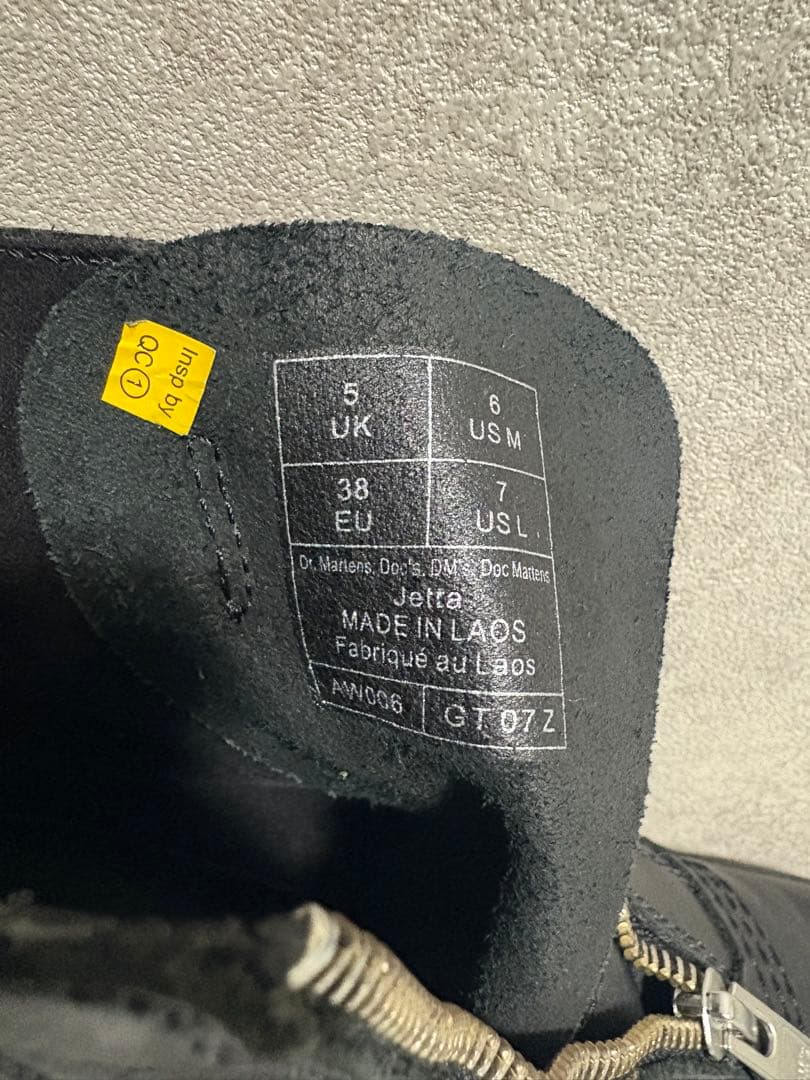 Insp by
QC 1
5
UK
6
US M
38
EU
7
US L
Dr. Martens, Doc's, DM's, Doc Martens
Jetta
MADE IN LAOS
Fabriqué au Laos
AW006
GT 07Z